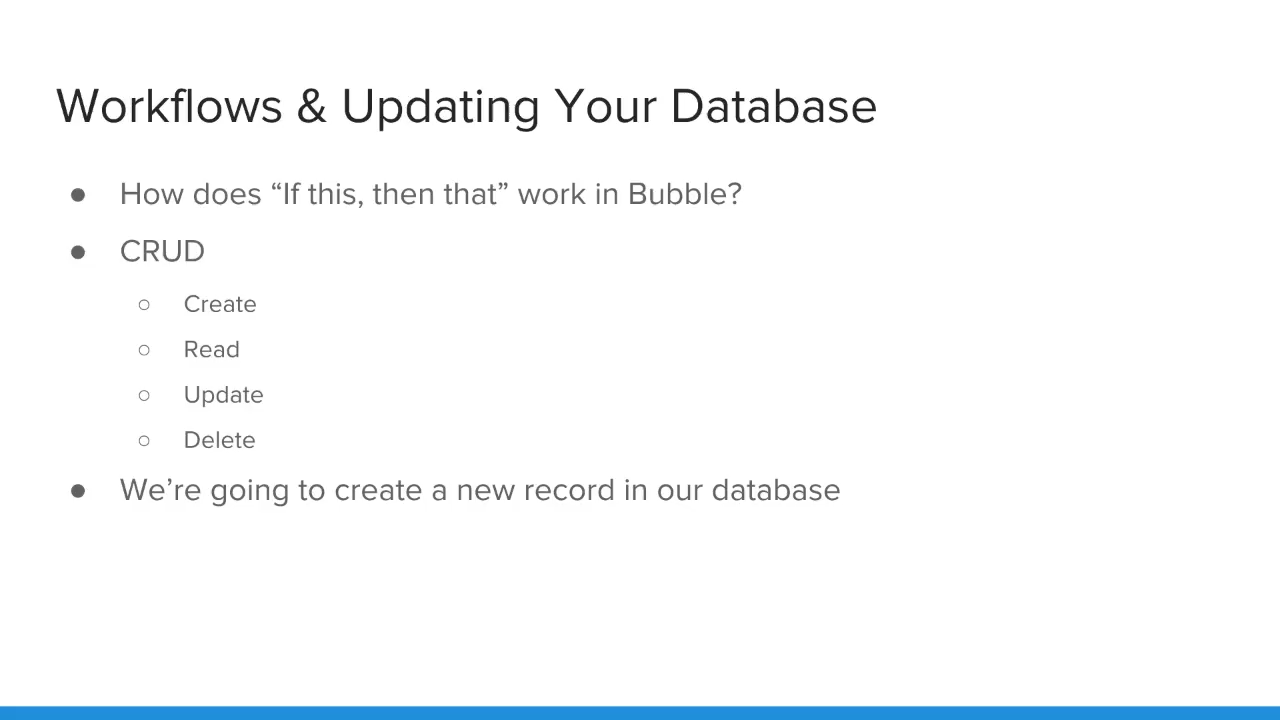 Workflows & Updating Your Database
● How does “If this, then that” work in Bubble?
● CRUD
○ Create
○ Read
○ Update
○ Delete
● We’re going to create a new record in our database